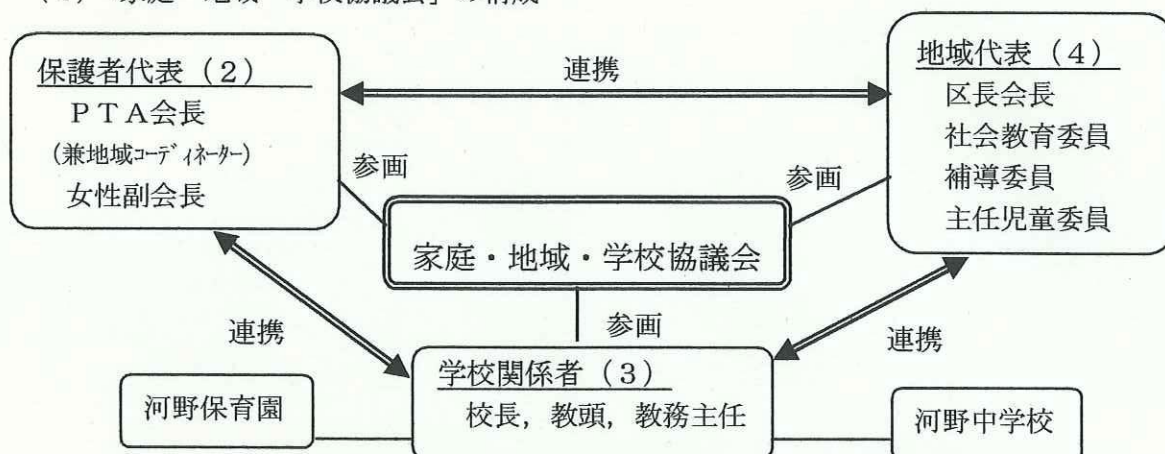 家庭・地域・学校協議会」の構成
保護者代表（２）
ＰＴＡ会長
(兼地域ｺｰﾃﾞｨﾈｰﾀｰ)
女性副会長
連携
地域代表（４）
区長会長
社会教育委員
補導委員
主任児童委員
参画
参画
家庭・地域・学校協議会
連携
参画
連携
学校関係者（３）
校長，教頭，教務主任
河野保育園
河野中学校